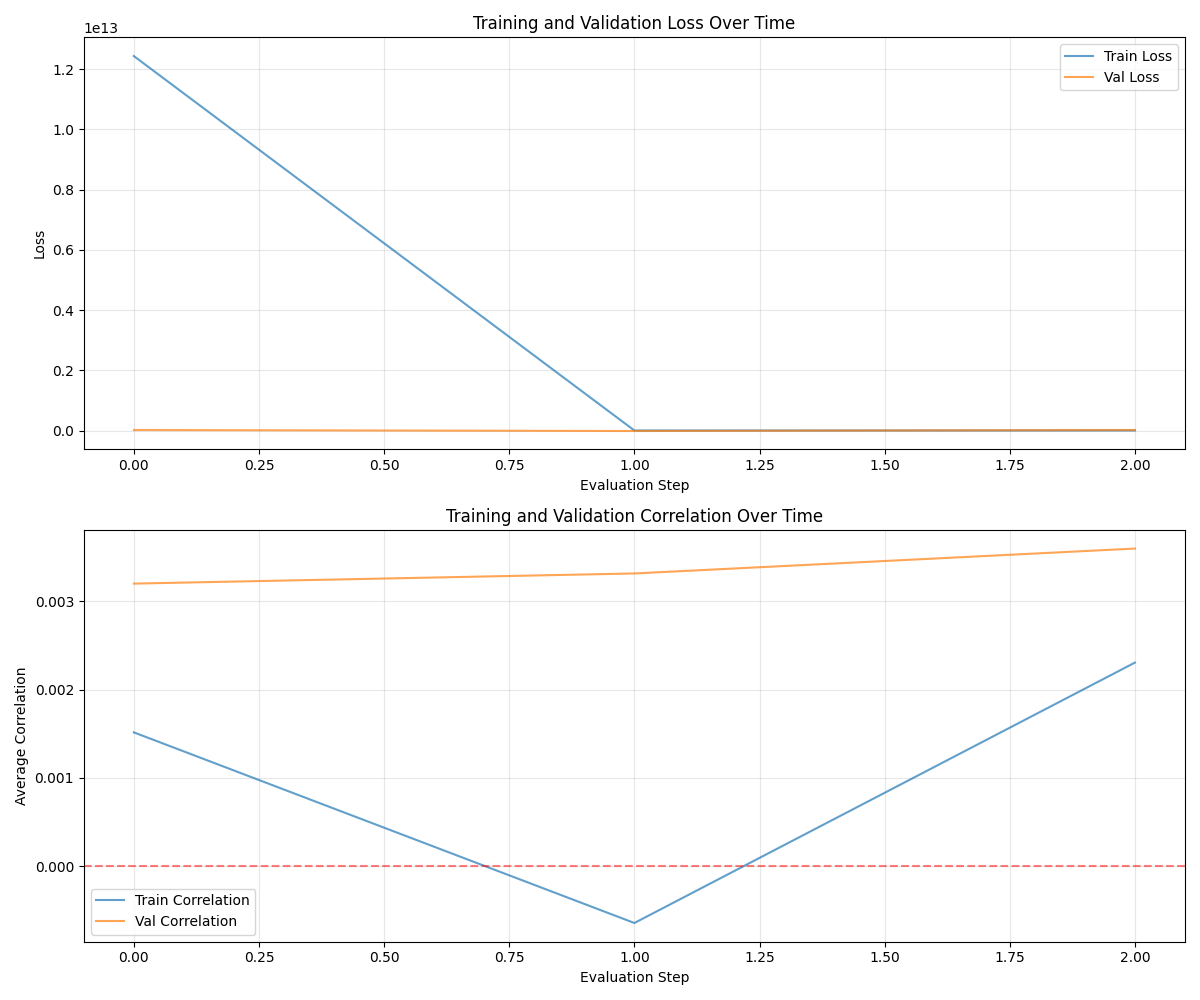 Training and Validation Loss Over Time
1e13
Train Loss
Val Loss
1.2
1.0
0.8
0.6
0.4
0.2
0.0
Loss
0.00 0.25 0.50 0.75 1.00 1.25 1.50 1.75 2.00
Evaluation Step
Training and Validation Correlation Over Time
0.003
0.002
0.001
0.000
Average Correlation
Train Correlation
Val Correlation
0.00 0.25 0.50 0.75 1.00 1.25 1.50 1.75 2.00
Evaluation Step